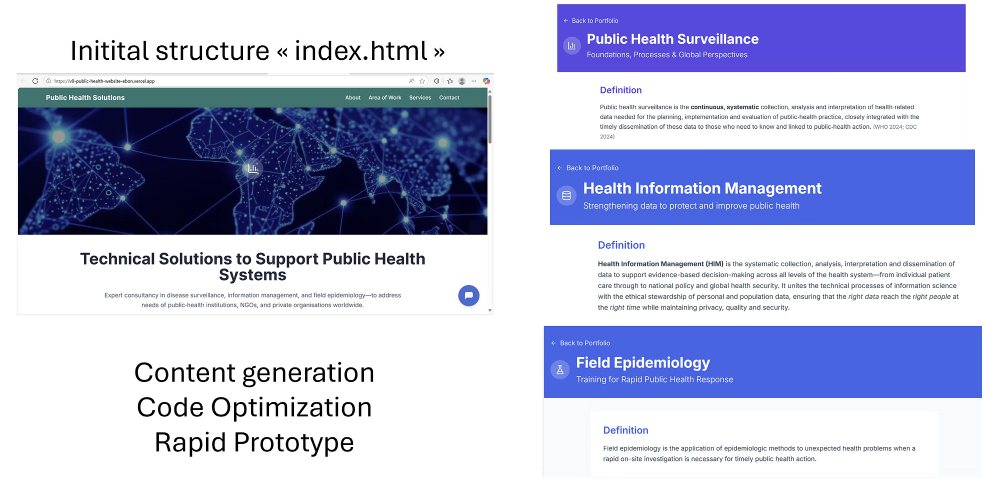 Initital structure « index.html »
https://v0-public-health-website-ebon.vercel.app
Public Health Solutions
About Area of Work Services Contact
Technical Solutions to Support Public Health
Systems
Expert consultancy in disease surveillance, information management, and field epidemiology—to address
needs of public-health institutions, NGOs, and private organisations worldwide.
Content generation
Code Optimization
Rapid Prototype
← Back to Portfolio
Public Health Surveillance
Foundations, Processes & Global Perspectives
Definition
Public health surveillance is the continuous, systematic collection, analysis and interpretation of health-related
data needed for the planning, implementation and evaluation of public-health practice, closely integrated with the
timely dissemination of these data to those who need to know and linked to public-health action. (WHO 2024; CDC
2024)
← Back to Portfolio
Health Information Management
Strengthening data to protect and improve public health
Definition
Health Information Management (HIM) is the systematic collection, analysis, interpretation and dissemination of
data to support evidence-based decision-making across all levels of the health system—from individual patient
care through to national policy and global health security. It unites the technical processes of information science
with the ethical stewardship of personal and population data, ensuring that the right data reach the right people at
the right time while maintaining privacy, quality and security.
← Back to Portfolio
Field Epidemiology
Training for Rapid Public Health Response
Definition
Field epidemiology is the application of epidemiologic methods to unexpected health problems when a
rapid on–site investigation is necessary for timely public health action.